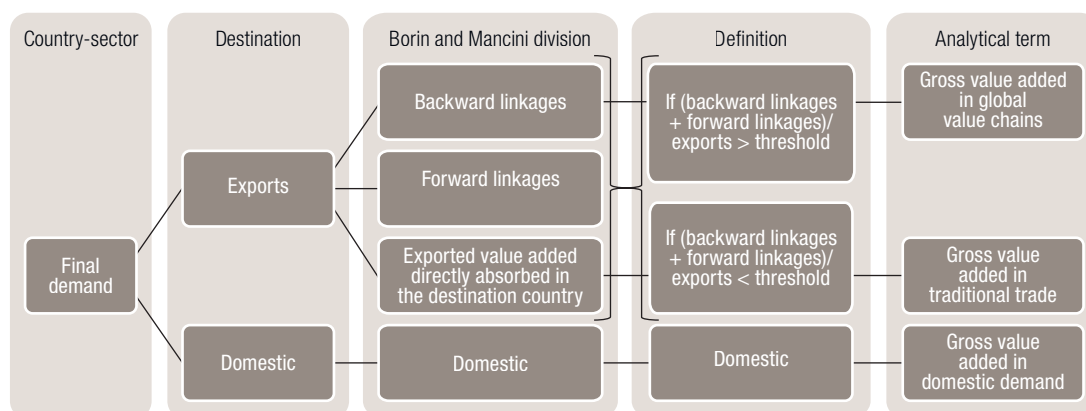 Country-sector
Destination
Borin and Mancini division
Definition
Analytical term
Final
demand
Exports
Domestic
Backward linkages
Forward linkages
Exported value added
directly absorbed in
the destination country
Domestic
If (backward linkages
+ forward linkages)/
exports > threshold
If (backward linkages
+ forward linkages)/
exports < threshold
Domestic
Gross value added
in global
value chains
Gross value
added in
traditional trade
Gross value
added in
domestic demand